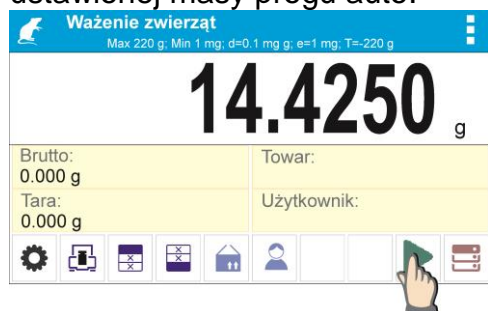 ustawionej masy progu auto.
Ważenie zwierząt
Max 220 g; Min 1 mg; d=0.1 mg g; e=1 mg; T=-220 g
14.4250 g
Brutto:
0.000 g
Towar:
Tara:
0.000 g
Użytkownik: